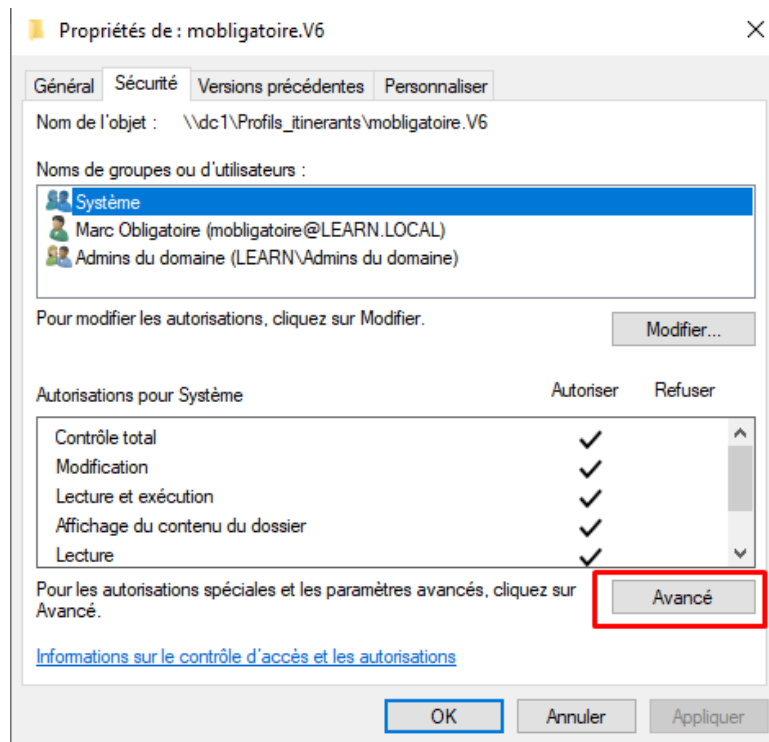 Propriétés de : mobligatoire.V6
Général Sécurité Versions précédentes Personnaliser
Nom de l'objet : \\dc1\Profils_itinerants\mobligatoire.V6
Noms de groupes ou d'utilisateurs :
Système
Marc Obligatoire (mobligatoire@LEARN.LOCAL)
Admins du domaine (LEARN\Admins du domaine)
Pour modifier les autorisations, cliquez sur Modifier.
Modifier...
Autorisations pour Système Autoriser Refuser
Contrôle total
Modification
Lecture et exécution
Affichage du contenu du dossier
Lecture
Pour les autorisations spéciales et les paramètres avancés, cliquez sur
Avancé.
Avancé
Informations sur le contrôle d'accès et les autorisations
OK Annuler Appliquer